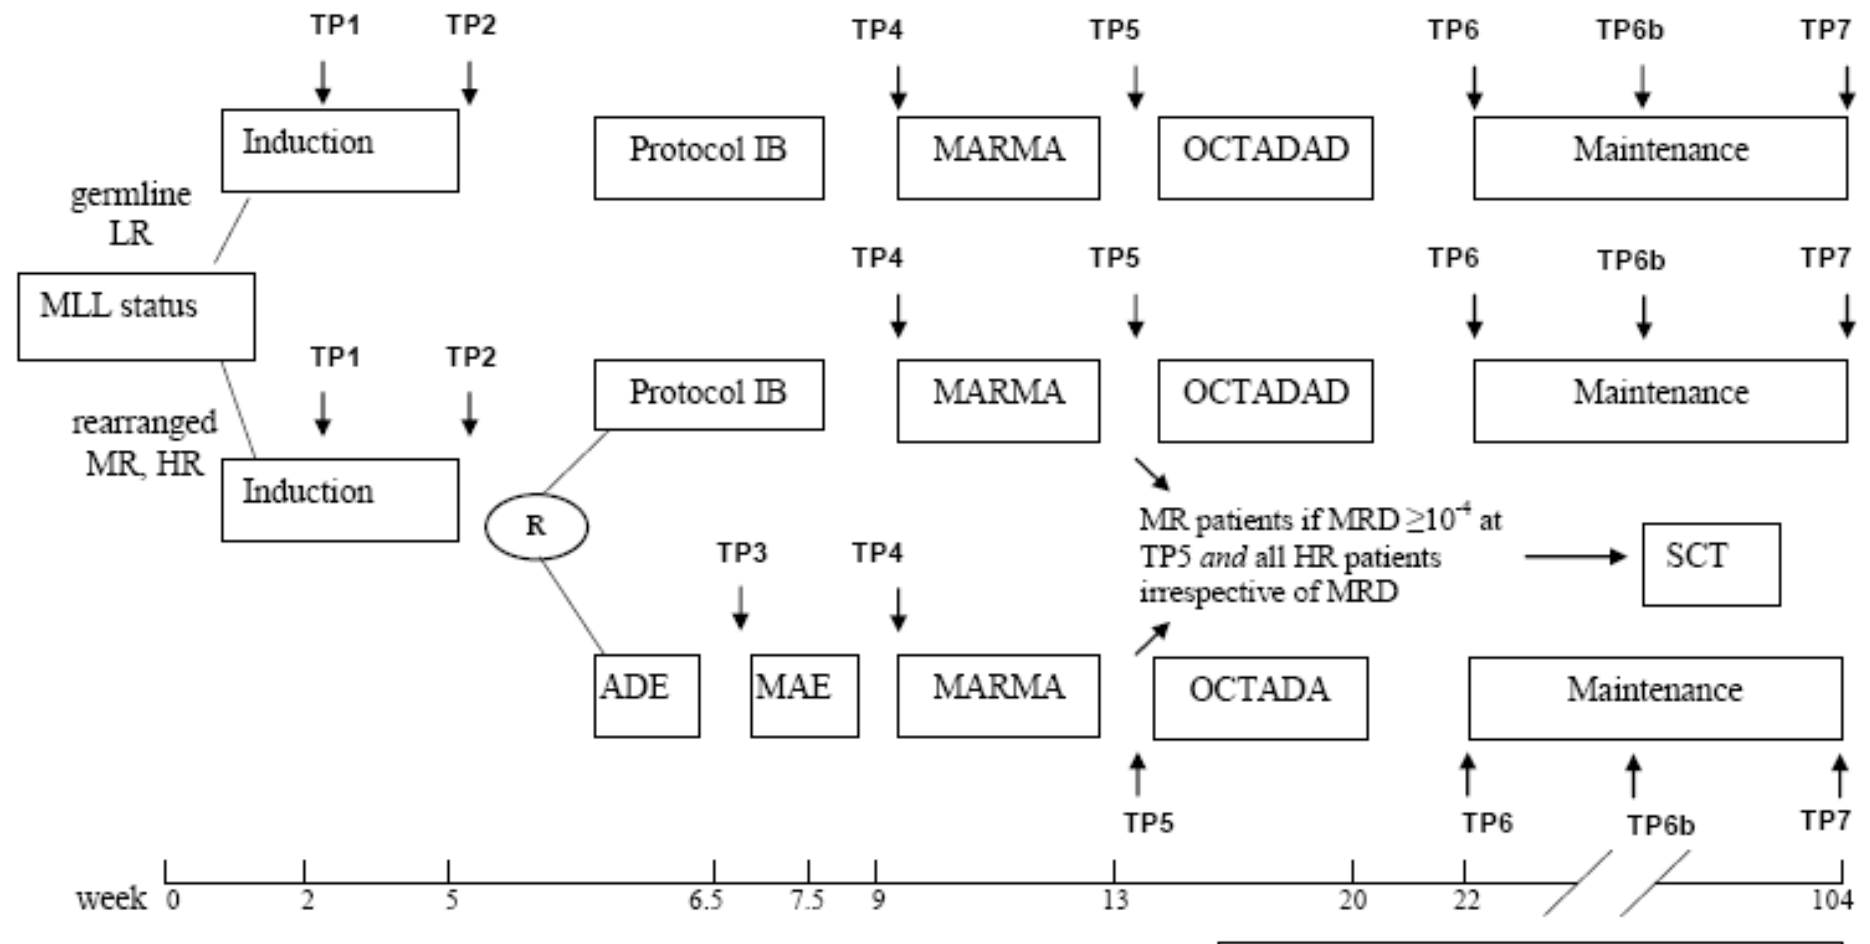 TP1 TP2 TP4 TP5 TP6 TP6b TP7
Induction Protocol IB MARMA OCTADAD Maintenance
germline
LR
TP4 TP5 TP6 TP6b TP7
MLL status
TP1 TP2
Protocol IB MARMA OCTADAD Maintenance
rearranged
MR, HR
Induction
R
MR patients if MRD ≥10⁻⁴ at
TP5 and all HR patients
irrespective of MRD
SCT
TP3 TP4
ADE MAE MARMA OCTADA Maintenance
TP5 TP6 TP6b TP7
week 0 2 5 6.5 7.5 9 13 20 22 104